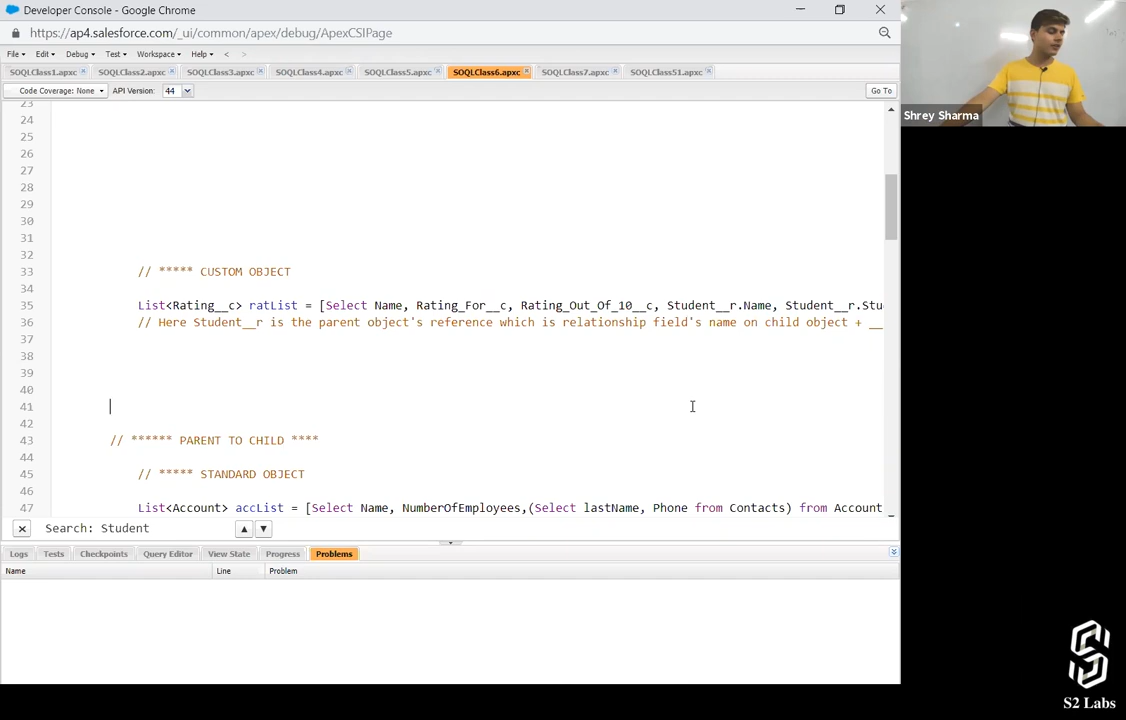 Developer Console - Google Chrome
https://ap4.salesforce.com/_ui/common/apex/debug/ApexCSIPage
File Edit Debug Test Workspace Help < >
SOQLClass1.apxc SOQLClass2.apxc SOQLClass3.apxc SOQLClass4.apxc SOQLClass5.apxc SOQLClass6.apxc SOQLClass7.apxc SOQLClass51.apxc
Code Coverage: None API Version: 44 Go To
23
24
25
26
27
28
29
30
31
32
33 // ***** CUSTOM OBJECT
34
35 List<Rating__c> ratList = [Select Name, Rating_For__c, Rating_Out_Of_10__c, Student__r.Name, Student__r.Stu
36 // Here Student__r is the parent object's reference which is relationship field's name on child object + __
37
38
39
40
41
42
43 // ****** PARENT TO CHILD ****
44
45 // ***** STANDARD OBJECT
46
47 List<Account> accList = [Select Name, NumberOfEmployees,(Select lastName, Phone from Contacts) from Account
Search: Student
Logs Tests Checkpoints Query Editor View State Progress Problems
Name Line Problem
Shrey Sharma
S2 Labs